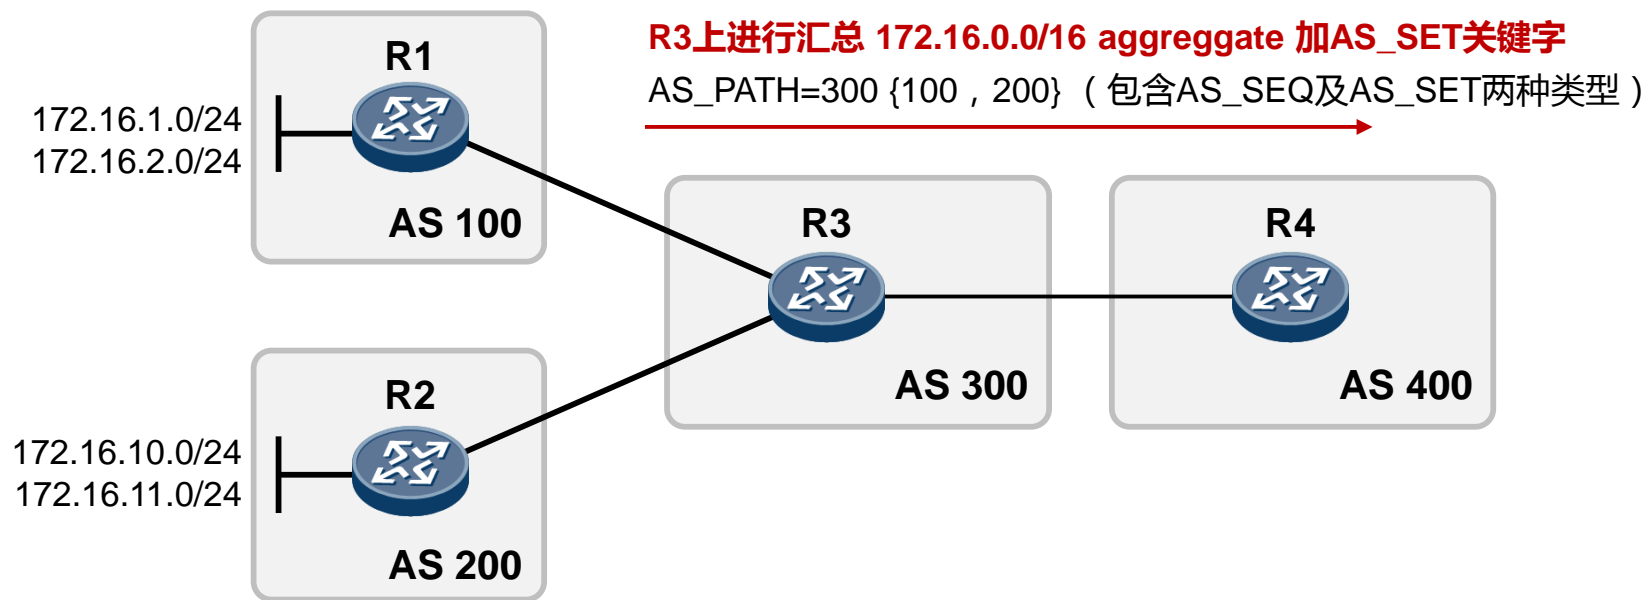 R3上进行汇总 172.16.0.0/16 aggreggate 加AS_SET关键字
AS_PATH=300 {100，200}（包含AS_SEQ及AS_SET两种类型）
R1
172.16.1.0/24
172.16.2.0/24
AS 100
R3
AS 300
R4
AS 400
R2
172.16.10.0/24
172.16.11.0/24
AS 200